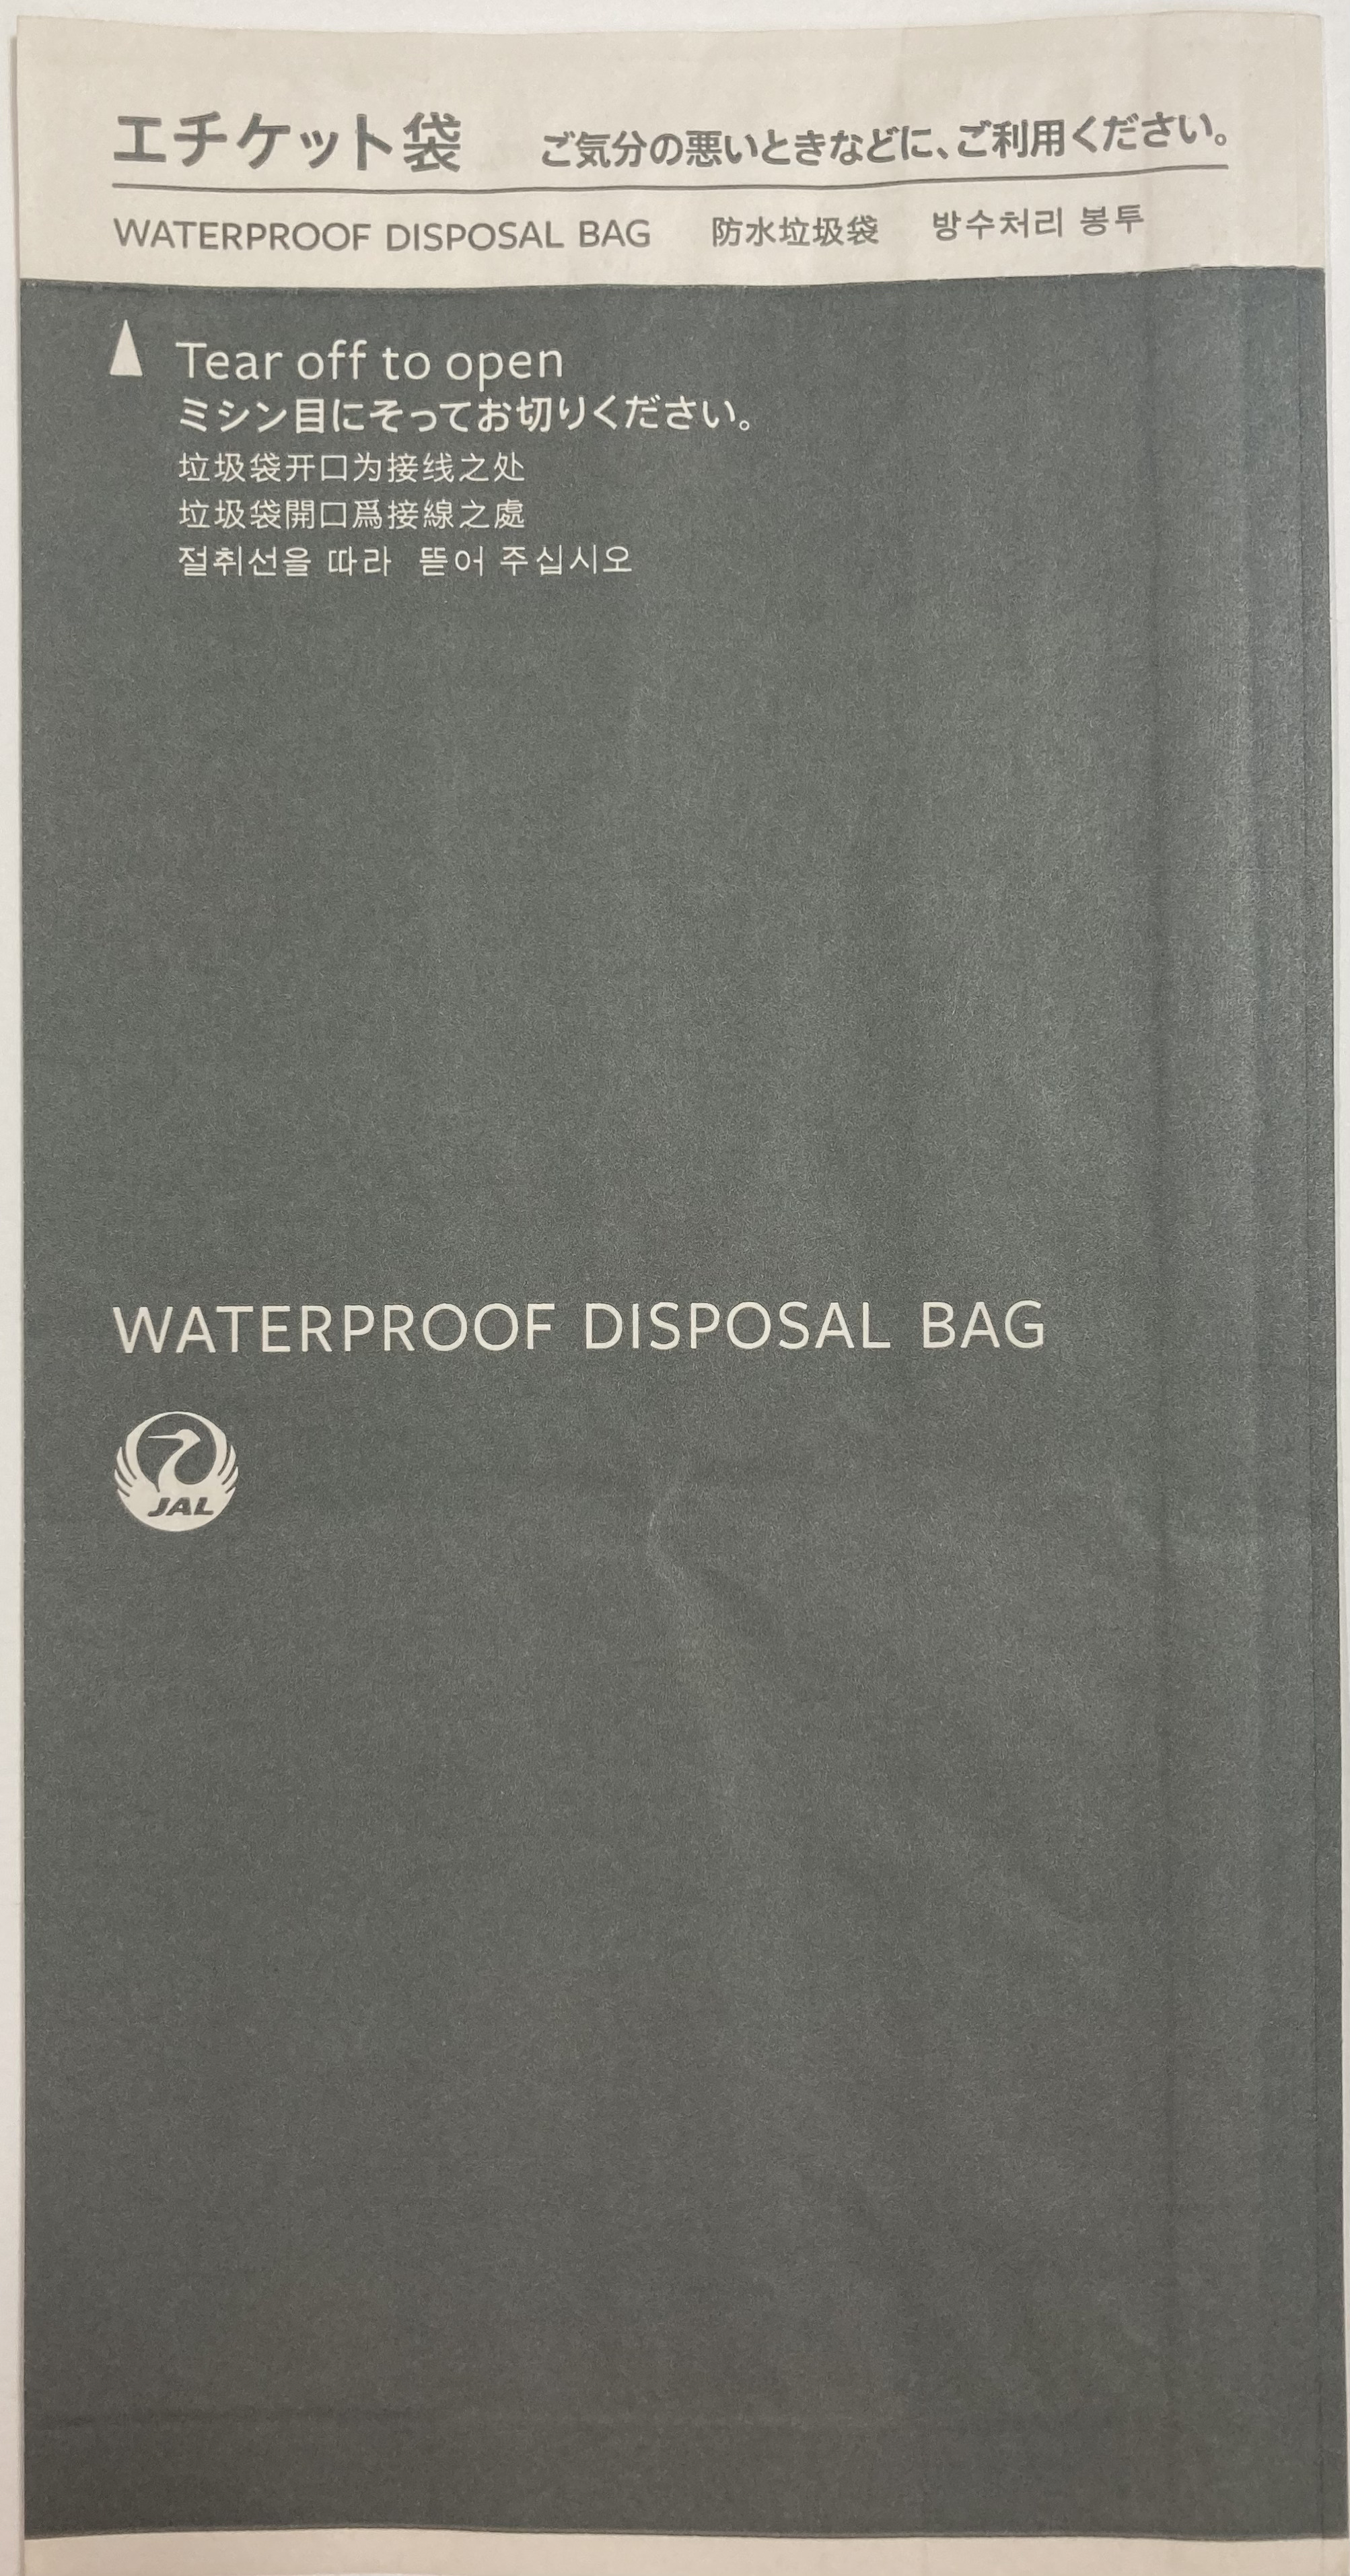 エチケット袋 ご気分の悪いときなどに、ご利用ください。
WATERPROOF DISPOSAL BAG 防水垃圾袋 방수처리 봉투
Tear off to open
ミシン目にそってお切りください。
垃圾袋开口为接线之处
垃圾袋開口爲接線之處
절취선을 따라 뜯어 주십시오
WATERPROOF DISPOSAL BAG
JAL